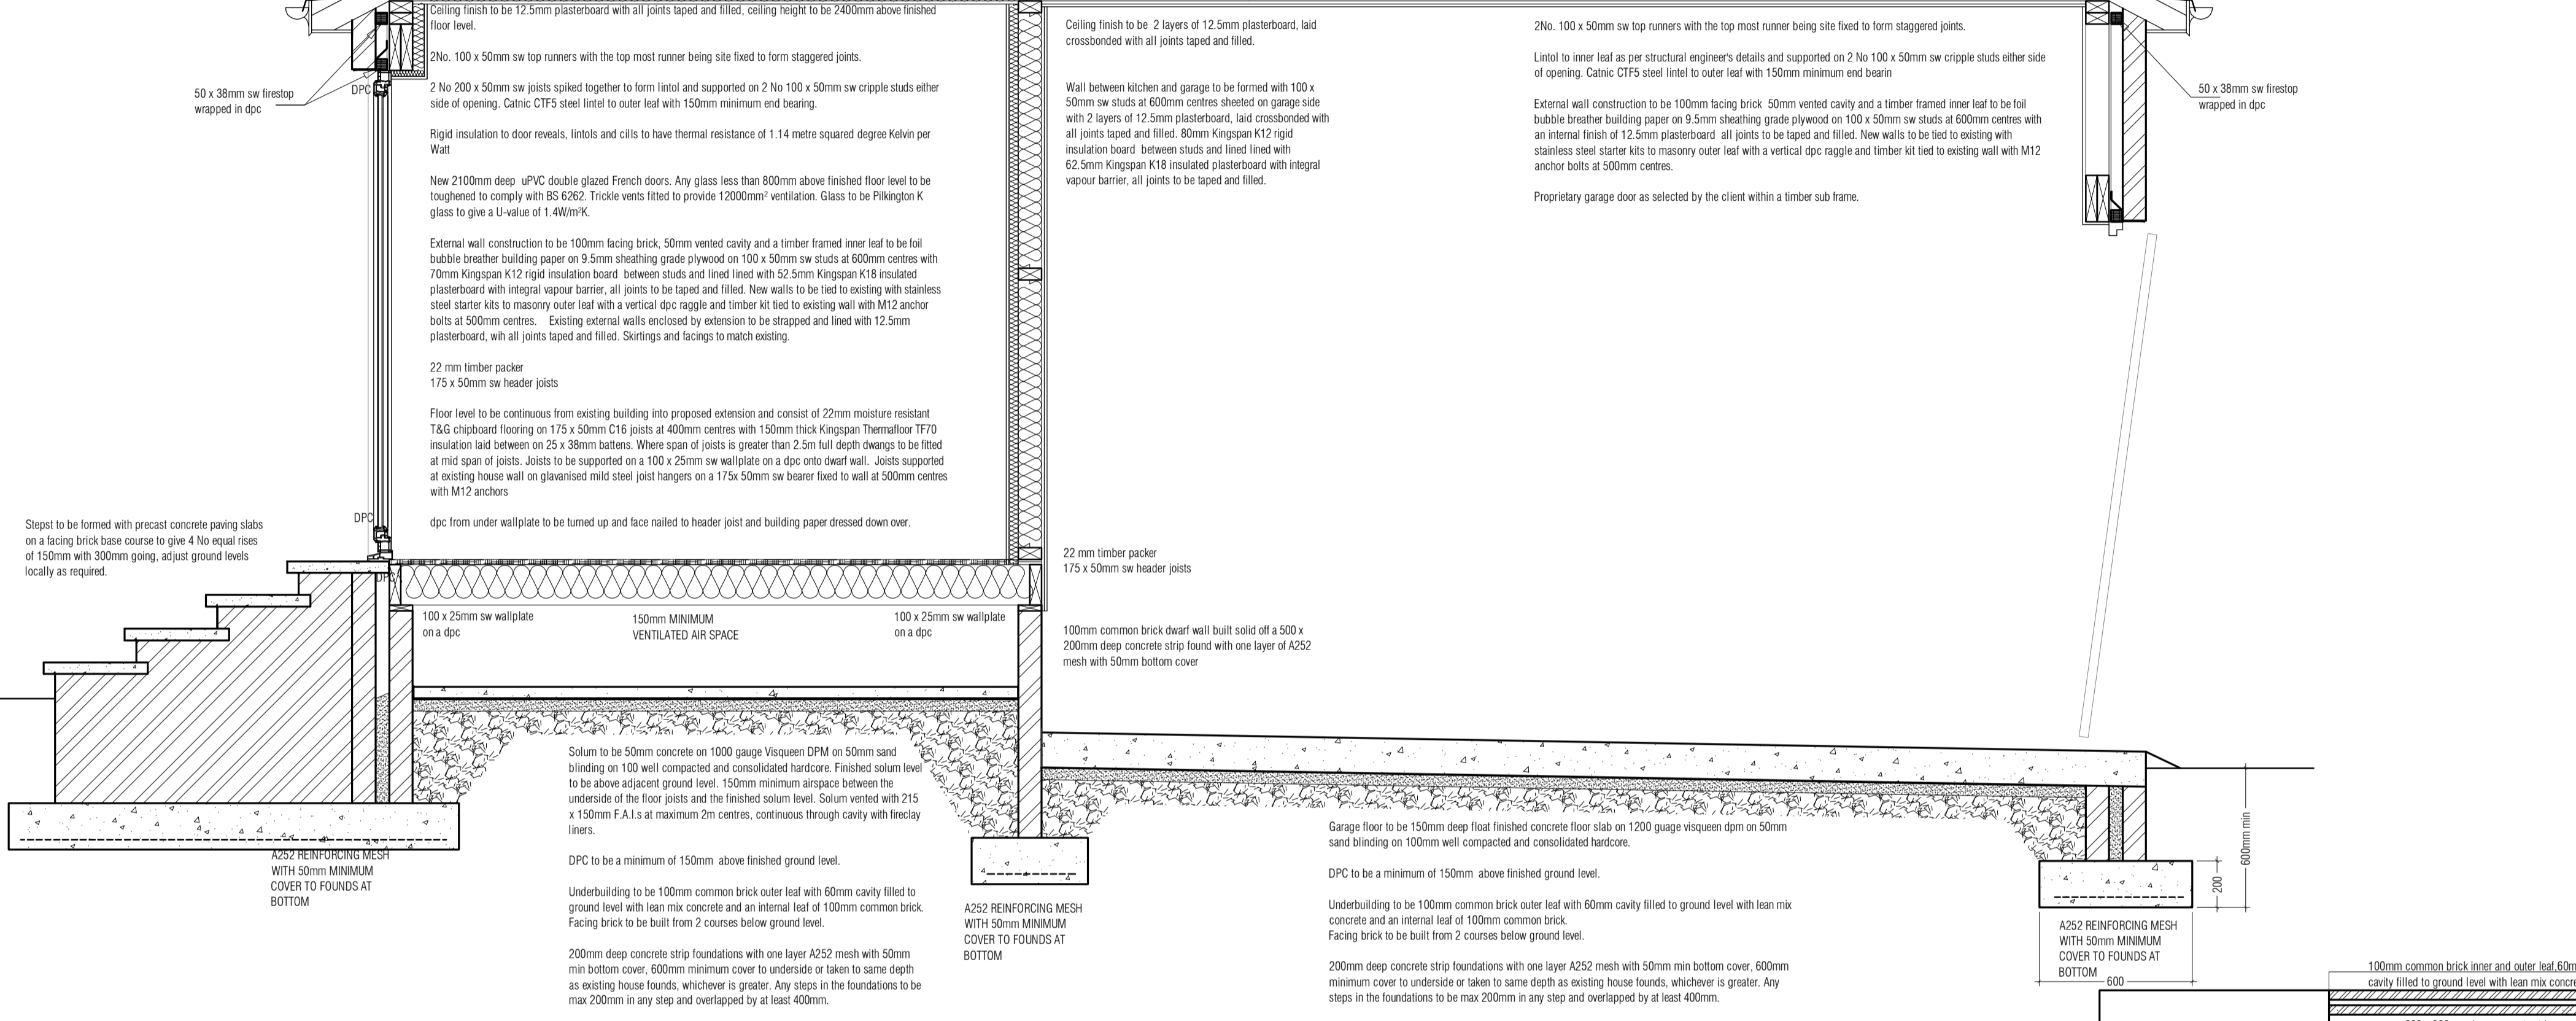 Ceiling finish to be 12.5mm plasterboard with all joints taped and filled, ceiling height to be 2400mm above finished
floor level.
2No. 100 x 50mm sw top runners with the top most runner being site fixed to form staggered joints.
2 No 200 x 50mm sw joists spiked together to form lintol and supported on 2 No 100 x 50mm sw cripple studs either
side of opening. Catnic CTF5 steel lintel to outer leaf with 150mm minimum end bearing.
Rigid insulation to door reveals, lintols and cills to have thermal resistance of 1.14 metre squared degree Kelvin per
Watt
New 2100mm deep uPVC double glazed French doors. Any glass less than 800mm above finished floor level to be
toughened to comply with BS 6262. Trickle vents fitted to provide 12000mm² ventilation. Glass to be Pilkington K
glass to give a U-value of 1.4W/m²K.
External wall construction to be 100mm facing brick, 50mm vented cavity and a timber framed inner leaf to be foil
bubble breather building paper on 9.5mm sheathing grade plywood on 100 x 50mm sw studs at 600mm centres with
70mm Kingspan K12 rigid insulation board between studs and lined lined with 52.5mm Kingspan K18 insulated
plasterboard with integral vapour barrier, all joints to be taped and filled. New walls to be tied to existing with stainless
steel starter kits to masonry outer leaf with a vertical dpc raggle and timber kit tied to existing wall with M12 anchor
bolts at 500mm centres. Existing external walls enclosed by extension to be strapped and lined with 12.5mm
plasterboard, wih all joints taped and filled. Skirtings and facings to match existing.
22 mm timber packer
175 x 50mm sw header joists
Floor level to be continuous from existing building into proposed extension and consist of 22mm moisture resistant
T&G chipboard flooring on 175 x 50mm C16 joists at 400mm centres with 150mm thick Kingspan Thermafloor TF70
insulation laid between on 25 x 38mm battens. Where span of joists is greater than 2.5m full depth dwangs to be fitted
at mid span of joists. Joists to be supported on a 100 x 25mm sw wallplate on a dpc onto dwarf wall. Joists supported
at existing house wall on glavanised mild steel joist hangers on a 175x 50mm sw bearer fixed to wall at 500mm centres
with M12 anchors
dpc from under wallplate to be turned up and face nailed to header joist and building paper dressed down over.
50 x 38mm sw firestop
wrapped in dpc
DPC
DPC
DPC
Stepst to be formed with precast concrete paving slabs
on a facing brick base course to give 4 No equal rises
of 150mm with 300mm going, adjust ground levels
locally as required.
Ceiling finish to be 2 layers of 12.5mm plasterboard, laid
crossbonded with all joints taped and filled.
Wall between kitchen and garage to be formed with 100 x
50mm sw studs at 600mm centres sheeted on garage side
with 2 layers of 12.5mm plasterboard, laid crossbonded with
all joints taped and filled. 80mm Kingspan K12 rigid
insulation board between studs and lined lined with
62.5mm Kingspan K18 insulated plasterboard with integral
vapour barrier, all joints to be taped and filled.
2No. 100 x 50mm sw top runners with the top most runner being site fixed to form staggered joints.
Lintol to inner leaf as per structural engineer's details and supported on 2 No 100 x 50mm sw cripple studs either side
of opening. Catnic CTF5 steel lintel to outer leaf with 150mm minimum end bearin
External wall construction to be 100mm facing brick 50mm vented cavity and a timber framed inner leaf to be foil
bubble breather building paper on 9.5mm sheathing grade plywood on 100 x 50mm sw studs at 600mm centres with
an internal finish of 12.5mm plasterboard all joints to be taped and filled. New walls to be tied to existing with
stainless steel starter kits to masonry outer leaf with a vertical dpc raggle and timber kit tied to existing wall with M12
anchor bolts at 500mm centres.
Proprietary garage door as selected by the client within a timber sub frame.
50 x 38mm sw firestop
wrapped in dpc
22 mm timber packer
175 x 50mm sw header joists
100mm common brick dwarf wall built solid off a 500 x
200mm deep concrete strip found with one layer of A252
mesh with 50mm bottom cover
100 x 25mm sw wallplate
on a dpc
150mm MINIMUM
VENTILATED AIR SPACE
100 x 25mm sw wallplate
on a dpc
Solum to be 50mm concrete on 1000 gauge Visqueen DPM on 50mm sand
blinding on 100 well compacted and consolidated hardcore. Finished solum level
to be above adjacent ground level. 150mm minimum airspace between the
underside of the floor joists and the finished solum level. Solum vented with 215
x 150mm F.A.I.s at maximum 2m centres, continuous through cavity with fireclay
liners.
DPC to be a minimum of 150mm above finished ground level.
Underbuilding to be 100mm common brick outer leaf with 60mm cavity filled to
ground level with lean mix concrete and an internal leaf of 100mm common brick.
Facing brick to be built from 2 courses below ground level.
200mm deep concrete strip foundations with one layer A252 mesh with 50mm
min bottom cover, 600mm minimum cover to underside or taken to same depth
as existing house founds, whichever is greater. Any steps in the foundations to be
max 200mm in any step and overlapped by at least 400mm.
A252 REINFORCING MESH
WITH 50mm MINIMUM
COVER TO FOUNDS AT
BOTTOM
A252 REINFORCING MESH
WITH 50mm MINIMUM
COVER TO FOUNDS AT
BOTTOM
Garage floor to be 150mm deep float finished concrete floor slab on 1200 guage visqueen dpm on 50mm
sand blinding on 100mm well compacted and consolidated hardcore.
DPC to be a minimum of 150mm above finished ground level.
Underbuilding to be 100mm common brick outer leaf with 60mm cavity filled to ground level with lean mix
concrete and an internal leaf of 100mm common brick.
Facing brick to be built from 2 courses below ground level.
200mm deep concrete strip foundations with one layer A252 mesh with 50mm min bottom cover, 600mm
minimum cover to underside or taken to same depth as existing house founds, whichever is greater. Any
steps in the foundations to be max 200mm in any step and overlapped by at least 400mm.
A252 REINFORCING MESH
WITH 50mm MINIMUM
COVER TO FOUNDS AT
BOTTOM
600
200
600mm min
100mm common brick inner and outer leaf,60m
cavity filled to ground level with lean mix concre